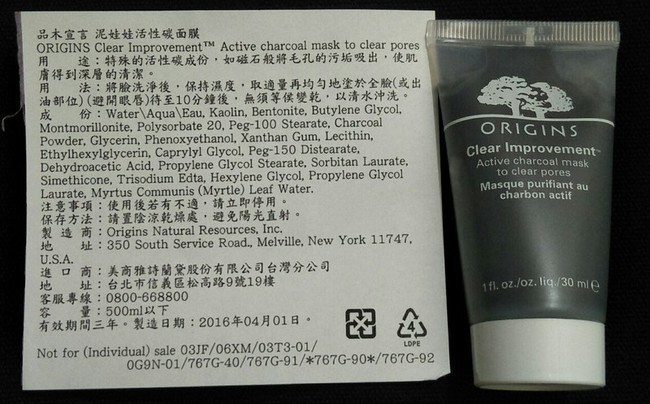 品木宣言 泥娃娃活性碳面膜
ORIGINS Clear Improvement™ Active charcoal mask to clear pores
用 途：特殊的活性碳成份，如磁石般將毛孔的污垢吸出，使肌
膚得到深層的清潔。
用 法：將臉洗淨後，保持濕度，取適量再均勻地塗於全臉(或出
油部位)(避開眼唇)待至10分鐘後，無須等候變乾，以清水沖洗。
成 份：Water\Aqua\Eau, Kaolin, Bentonite, Butylene Glycol,
Montmorillonite, Polysorbate 20, Peg-100 Stearate, Charcoal
Powder, Glycerin, Phenoxyethanol, Xanthan Gum, Lecithin,
Ethylhexylglycerin, Caprylyl Glycol, Peg-150 Distearate,
Dehydroacetic Acid, Propylene Glycol Stearate, Sorbitan Laurate,
Simethicone, Trisodium Edta, Hexylene Glycol, Propylene Glycol
Laurate, Myrtus Communis (Myrtle) Leaf Water.
注意事項：使用後若有不適，請立即停用。
保存方法：請置陰涼乾燥處，避免陽光直射。
製 造 商：Origins Natural Resources, Inc.
地 址：350 South Service Road., Melville, New York 11747,
U.S.A.
進 口 商：美商雅詩蘭黛股份有限公司台灣分公司
地 址：台北市信義區松高路9號19樓
客服專線：0800-668800
容 量：500ml以下
有效期間三年。製造日期：2016年04月01日。
4
LDPE
Not for (Individual) sale 03JF/06XM/03T3-01/
0G9N-01/767G-40/767G-91/*767G-90*/767G-92
ORIGINS
Clear Improvement™
Active charcoal mask
to clear pores
Masque purifiant au
charbon actif
1 fl. oz./oz. liq./30 ml e